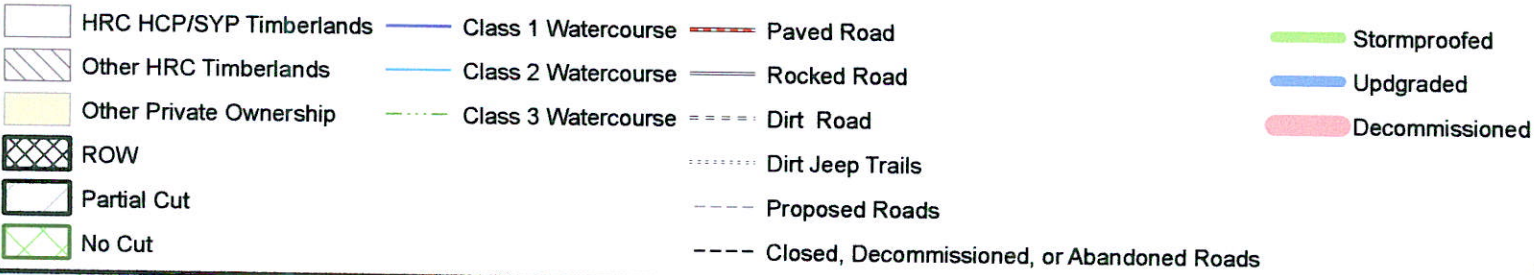 HRC HCP/SYP Timberlands
Other HRC Timberlands
Other Private Ownership
ROW
Partial Cut
No Cut
Class 1 Watercourse
Class 2 Watercourse
Class 3 Watercourse
Paved Road
Rocked Road
Dirt Road
Dirt Jeep Trails
Proposed Roads
Closed, Decommissioned, or Abandoned Roads
Stormproofed
Updgraded
Decommissioned